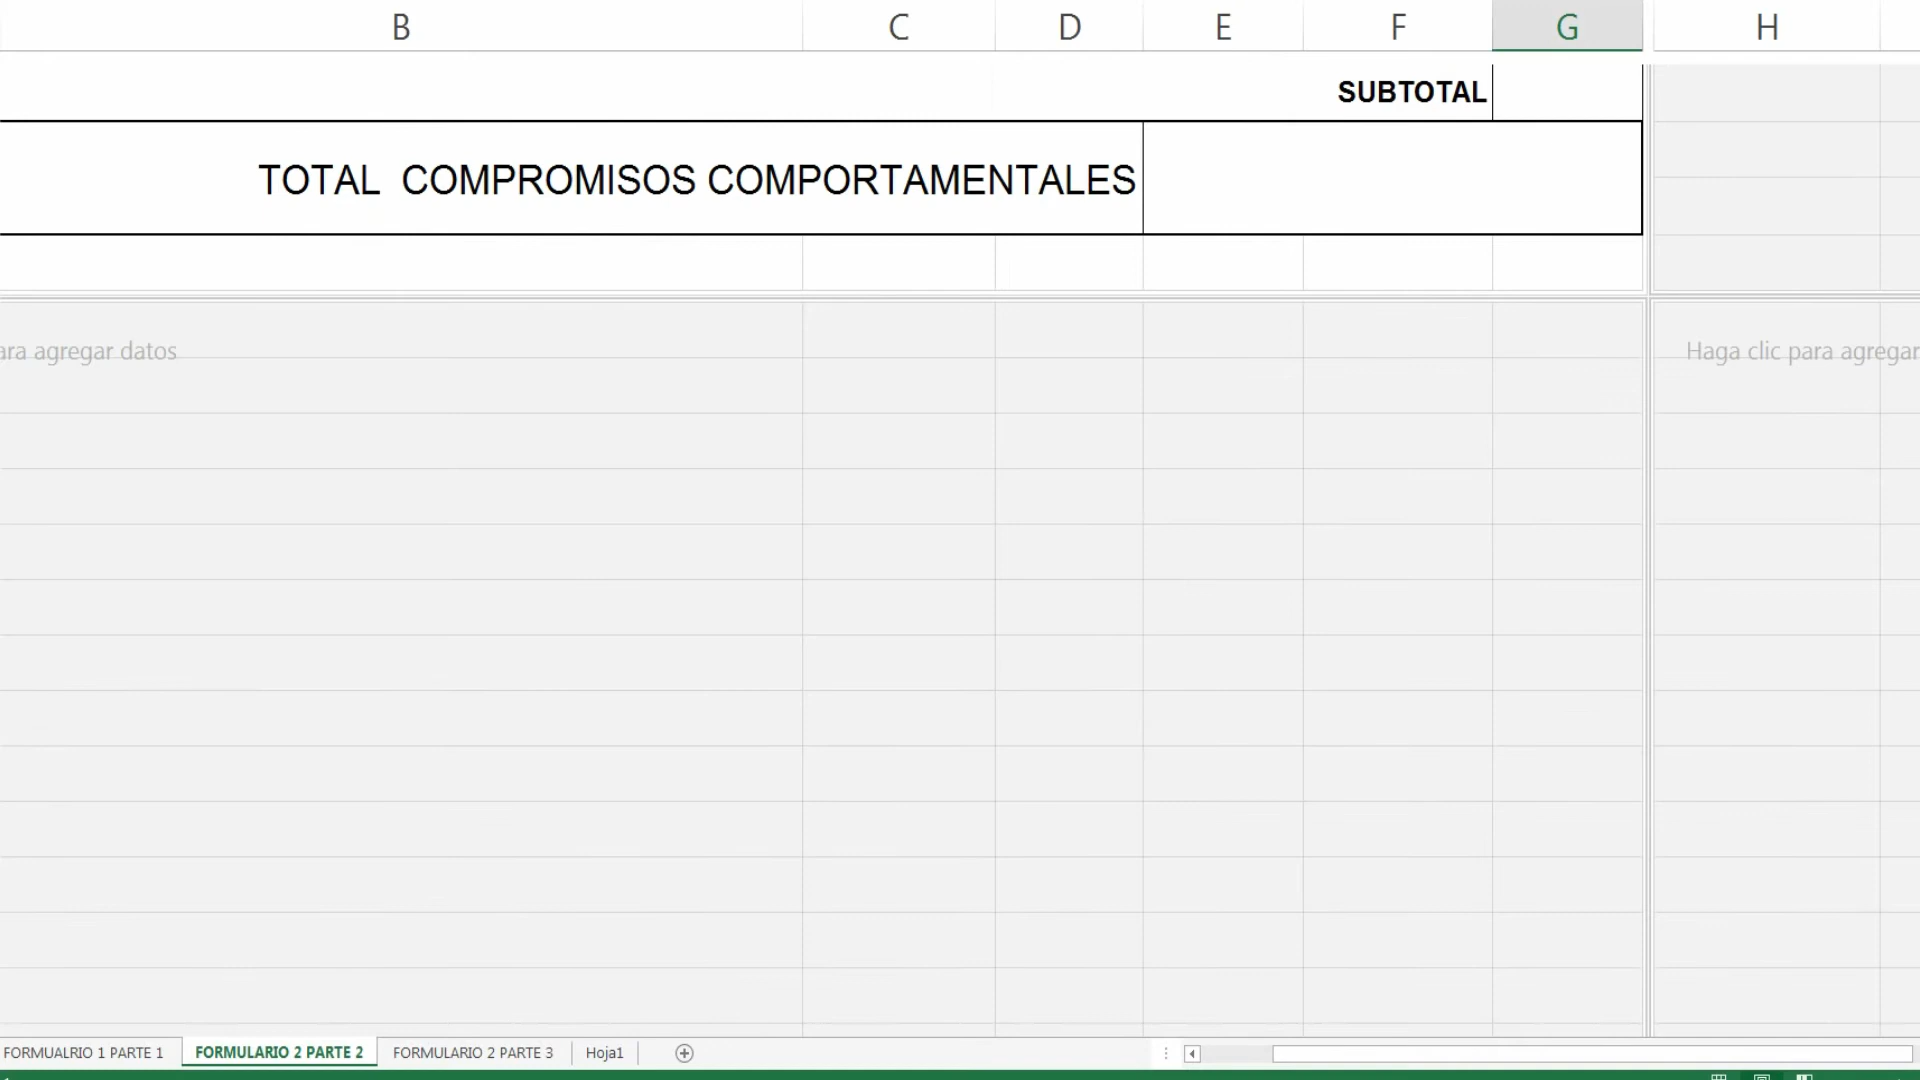 B C D E F G H
SUBTOTAL
TOTAL COMPROMISOS COMPORTAMENTALES
ara agregar datos
Haga clic para agregar
FORMUALRIO 1 PARTE 1
FORMULARIO 2 PARTE 2
FORMULARIO 2 PARTE 3
Hoja1